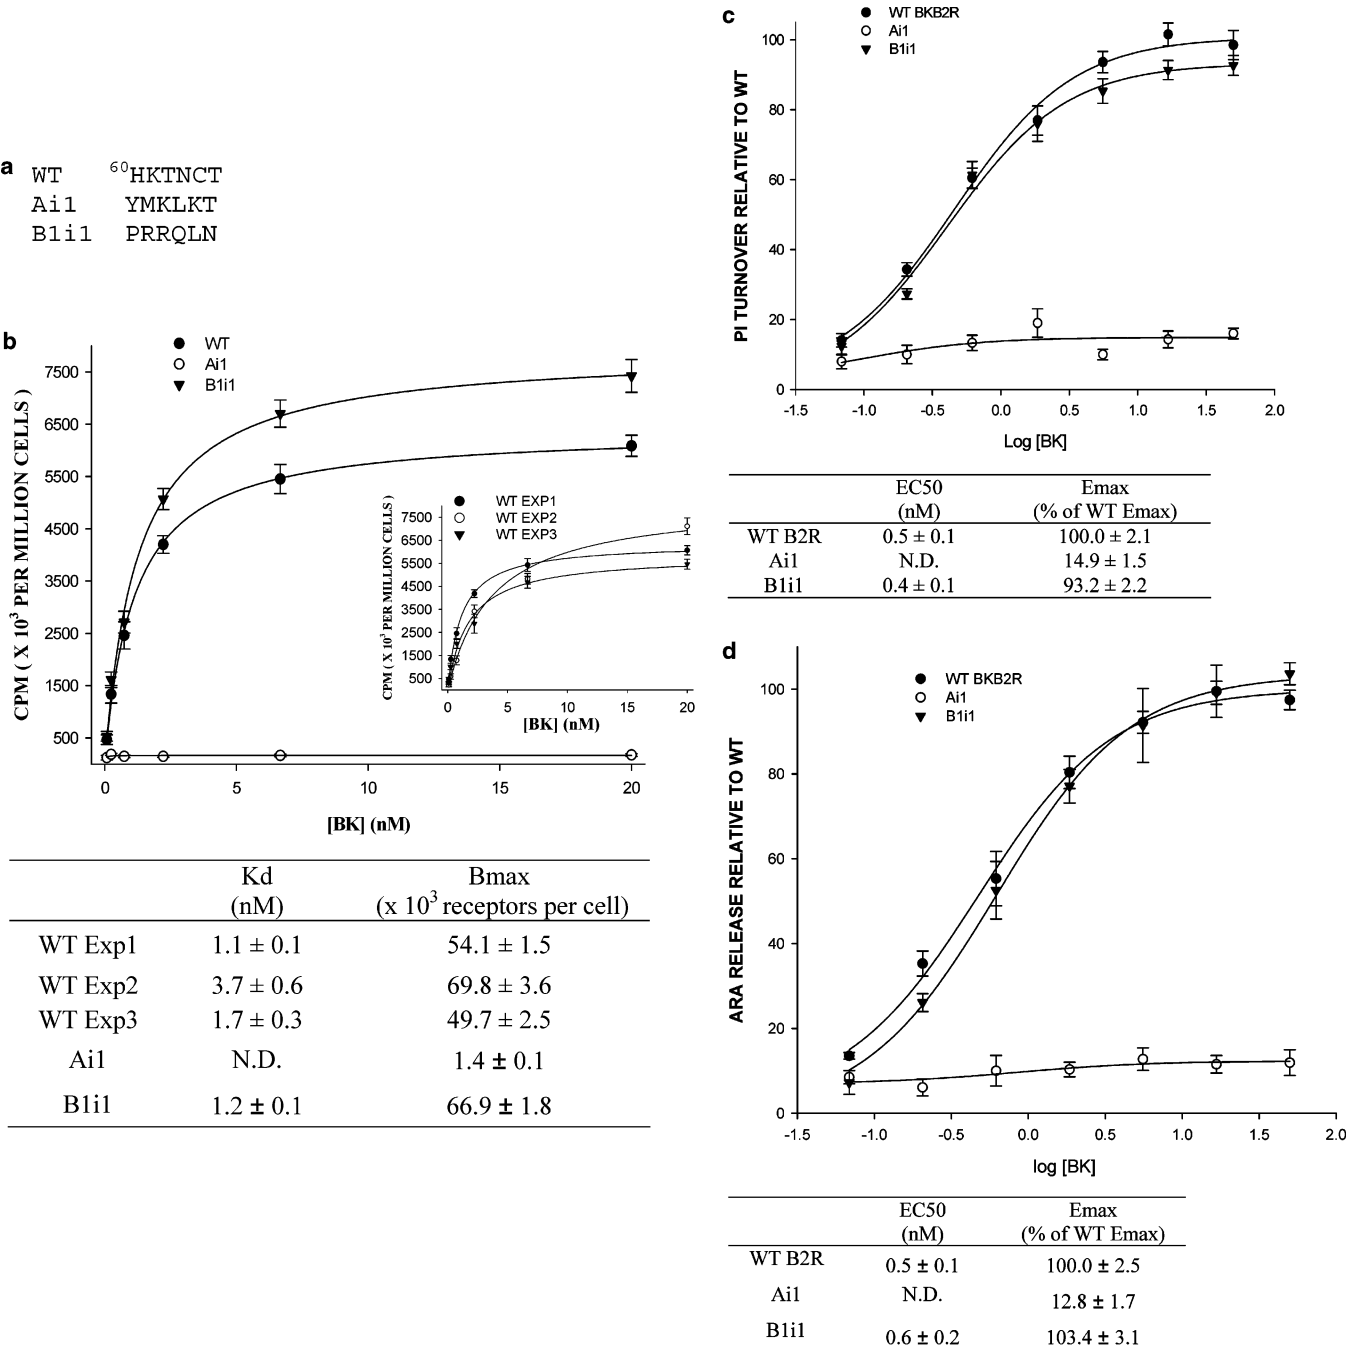 a
WT 60HKTNCT
Ai1 YMKLKT
B1i1 PRRQLN
b
WT
Ai1
B1i1
CPM ( X 10³ PER MILLION CELLS )
7500
6500
5500
4500
3500
2500
1500
500
0 5 10 15 20
[BK] (nM)
WT EXP1
WT EXP2
WT EXP3
CPM ( X 10³ PER MILLION CELLS )
7500
6500
5500
4500
3500
2500
1500
500
0 5 10 15 20
[BK] (nM)
Kd Bmax
(nM) (x 10³ receptors per cell)
WT Exp1 1.1 ± 0.1 54.1 ± 1.5
WT Exp2 3.7 ± 0.6 69.8 ± 3.6
WT Exp3 1.7 ± 0.3 49.7 ± 2.5
Ai1 N.D. 1.4 ± 0.1
B1i1 1.2 ± 0.1 66.9 ± 1.8
c
WT BKB2R
Ai1
B1i1
PI TURNOVER RELATIVE TO WT
100
80
60
40
20
0
-1.5 -1.0 -0.5 0.0 0.5 1.0 1.5 2.0
Log [BK]
EC50 Emax
(nM) (% of WT Emax)
WT B2R 0.5 ± 0.1 100.0 ± 2.1
Ai1 N.D. 14.9 ± 1.5
B1i1 0.4 ± 0.1 93.2 ± 2.2
d
WT BKB2R
Ai1
B1i1
ARA RELEASE RELATIVE TO WT
100
80
60
40
20
0
-1.5 -1.0 -0.5 0.0 0.5 1.0 1.5 2.0
log [BK]
EC50 Emax
(nM) (% of WT Emax)
WT B2R 0.5 ± 0.1 100.0 ± 2.5
Ai1 N.D. 12.8 ± 1.7
B1i1 0.6 ± 0.2 103.4 ± 3.1